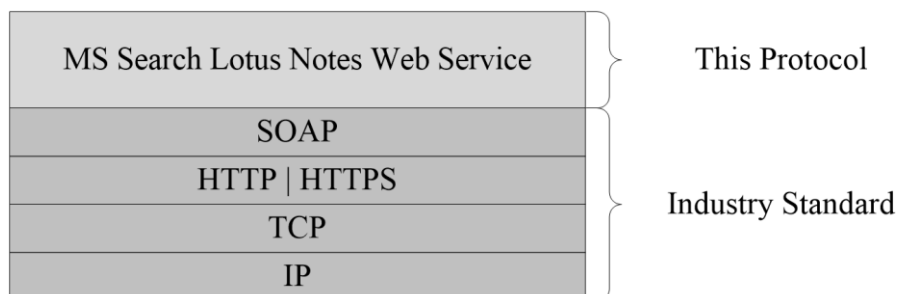 MS Search Lotus Notes Web Service
This Protocol
SOAP
HTTP | HTTPS
TCP
IP
Industry Standard